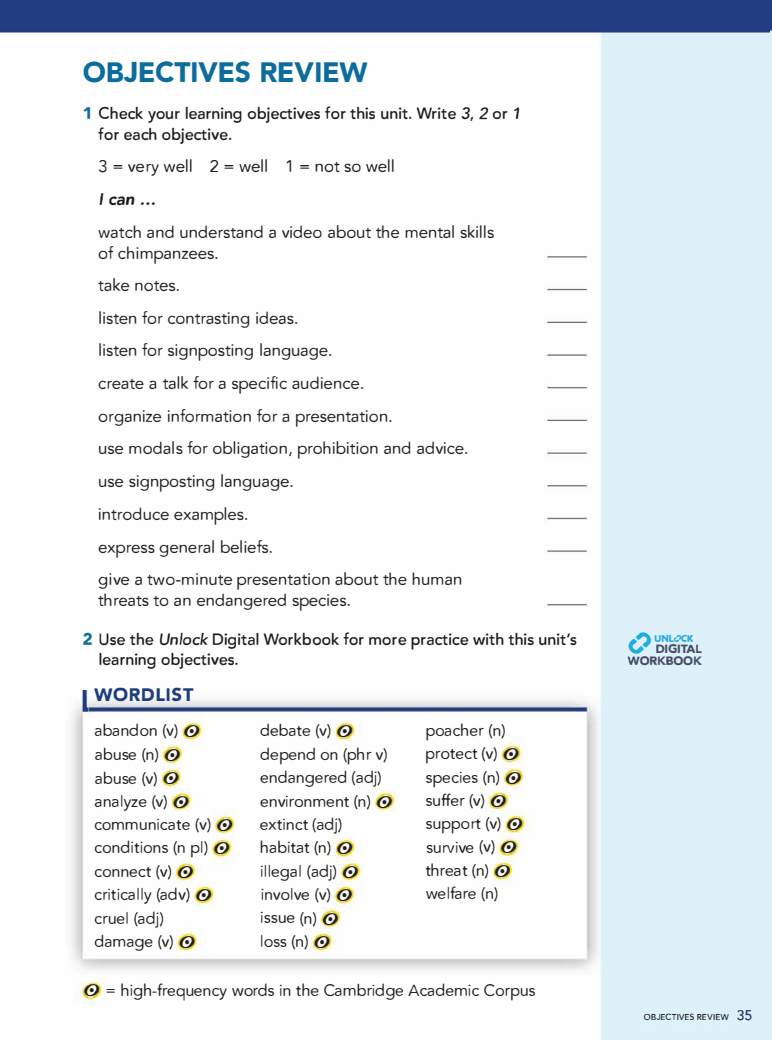 OBJECTIVES REVIEW
1 Check your learning objectives for this unit. Write 3, 2 or 1
for each objective.
3 = very well 2 = well 1 = not so well
I can …
watch and understand a video about the mental skills
of chimpanzees.
take notes.
listen for contrasting ideas.
listen for signposting language.
create a talk for a specific audience.
organize information for a presentation.
use modals for obligation, prohibition and advice.
use signposting language.
introduce examples.
express general beliefs.
give a two-minute presentation about the human
threats to an endangered species.
2 Use the Unlock Digital Workbook for more practice with this unit's
learning objectives.
UNLOCK
DIGITAL
WORKBOOK
WORDLIST
abandon (v)
abuse (n)
abuse (v)
analyze (v)
communicate (v)
conditions (n pl)
connect (v)
critically (adv)
cruel (adj)
damage (v)
debate (v)
depend on (phr v)
endangered (adj)
environment (n)
extinct (adj)
habitat (n)
illegal (adj)
involve (v)
issue (n)
loss (n)
poacher (n)
protect (v)
species (n)
suffer (v)
support (v)
survive (v)
threat (n)
welfare (n)
= high-frequency words in the Cambridge Academic Corpus
OBJECTIVES REVIEW 35